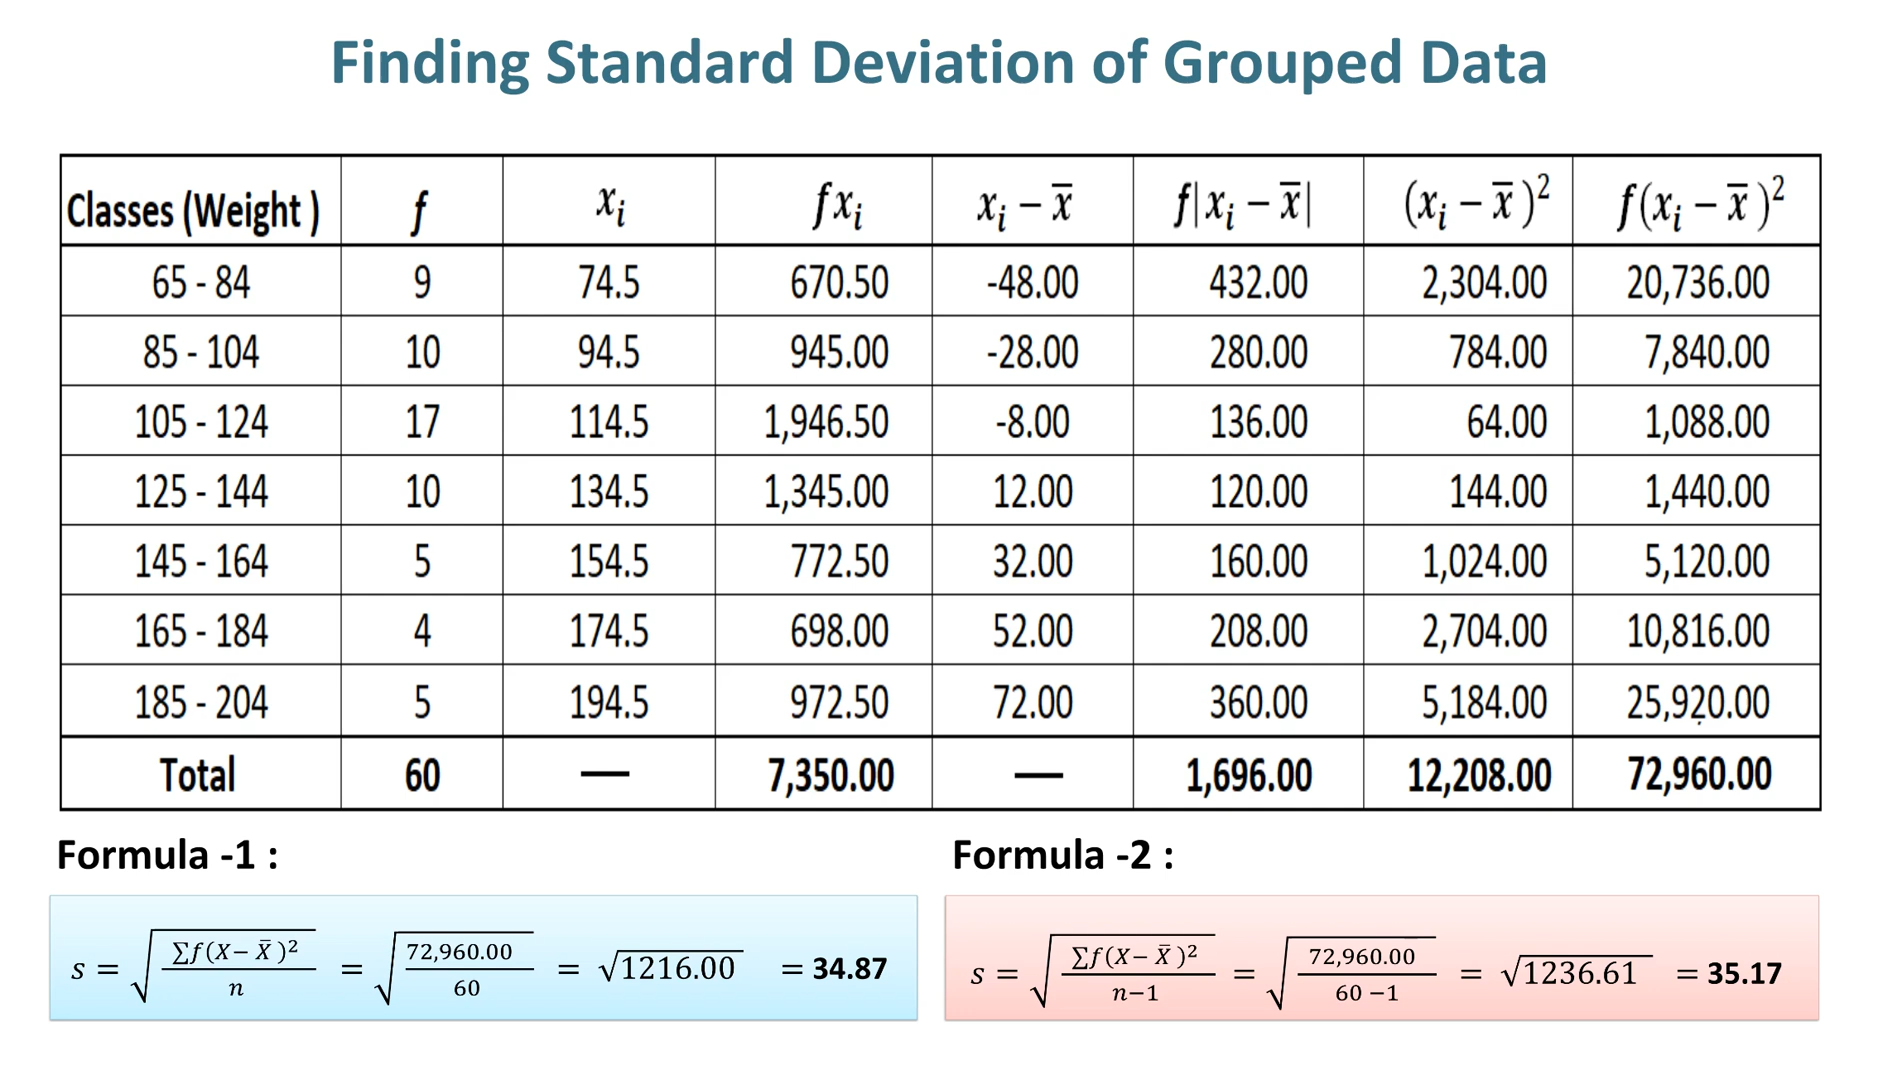 Finding Standard Deviation of Grouped Data
Classes (Weight ) f xᵢ fxᵢ xᵢ − x̅ f|xᵢ − x̅| (xᵢ − x̅ )² f(xᵢ − x̅ )²
65 - 84 9 74.5 670.50 -48.00 432.00 2,304.00 20,736.00
85 - 104 10 94.5 945.00 -28.00 280.00 784.00 7,840.00
105 - 124 17 114.5 1,946.50 -8.00 136.00 64.00 1,088.00
125 - 144 10 134.5 1,345.00 12.00 120.00 144.00 1,440.00
145 - 164 5 154.5 772.50 32.00 160.00 1,024.00 5,120.00
165 - 184 4 174.5 698.00 52.00 208.00 2,704.00 10,816.00
185 - 204 5 194.5 972.50 72.00 360.00 5,184.00 25,920.00
Total 60 — 7,350.00 — 1,696.00 12,208.00 72,960.00
Formula -1 :
s = √(∑f(X− X̅ )² / n) = √(72,960.00 / 60) = √1216.00 = 34.87
Formula -2 :
s = √(∑f(X− X̅ )² / n−1) = √(72,960.00 / 60 −1) = √1236.61 = 35.17